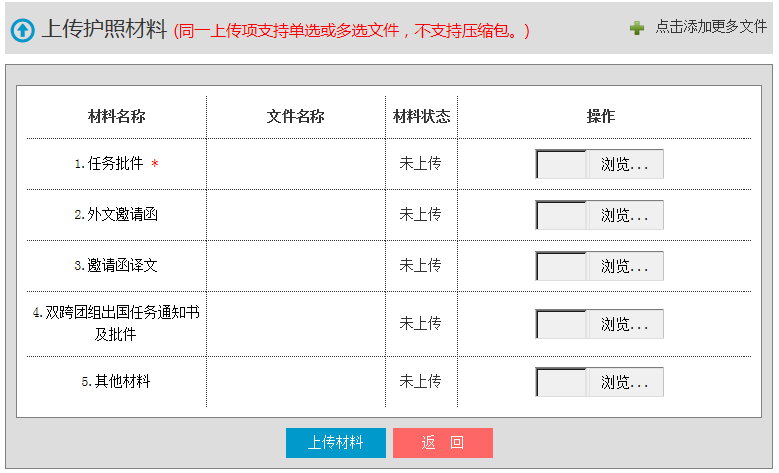 上传护照材料 (同一上传项支持单选或多选文件，不支持压缩包。) 点击添加更多文件
材料名称 文件名称 材料状态 操作
1.任务批件 * 未上传 浏览...
2.外文邀请函 未上传 浏览...
3.邀请函译文 未上传 浏览...
4.双跨团组出国任务通知书
及批件 未上传 浏览...
5.其他材料 未上传 浏览...
上传材料 返 回